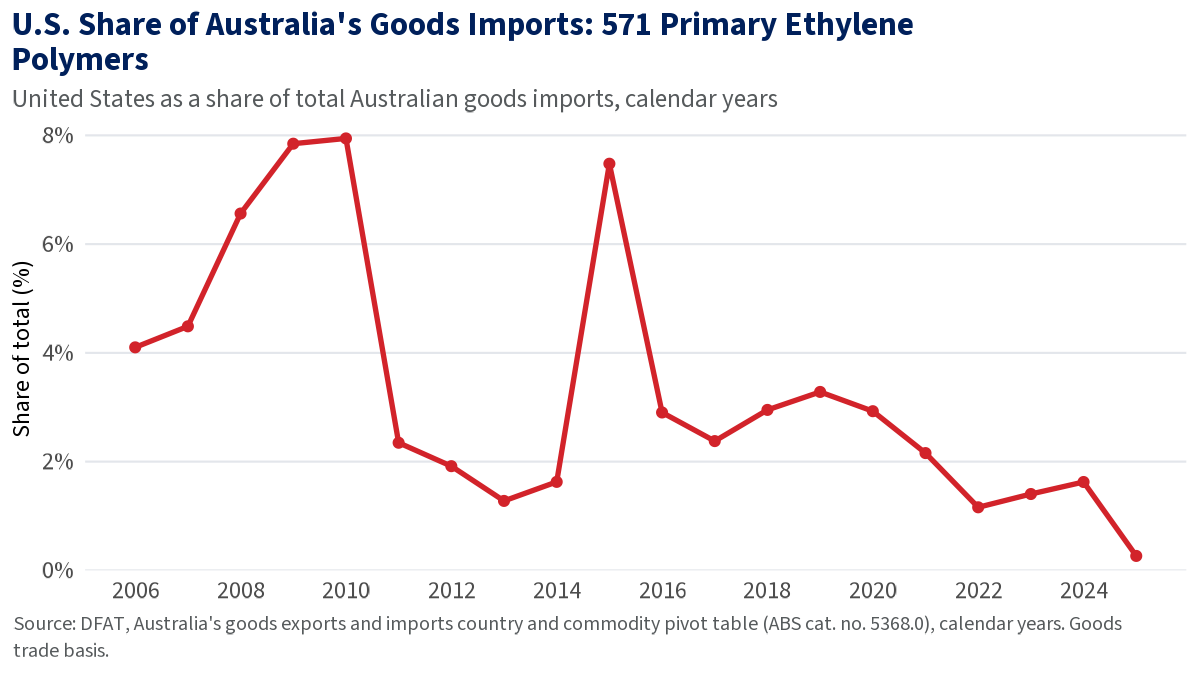 U.S. Share of Australia's Goods Imports: 571 Primary Ethylene
Polymers
United States as a share of total Australian goods imports, calendar years
Share of total (%)
8%
6%
4%
2%
0%
2006 2008 2010 2012 2014 2016 2018 2020 2022 2024
Source: DFAT, Australia's goods exports and imports country and commodity pivot table (ABS cat. no. 5368.0), calendar years. Goods
trade basis.